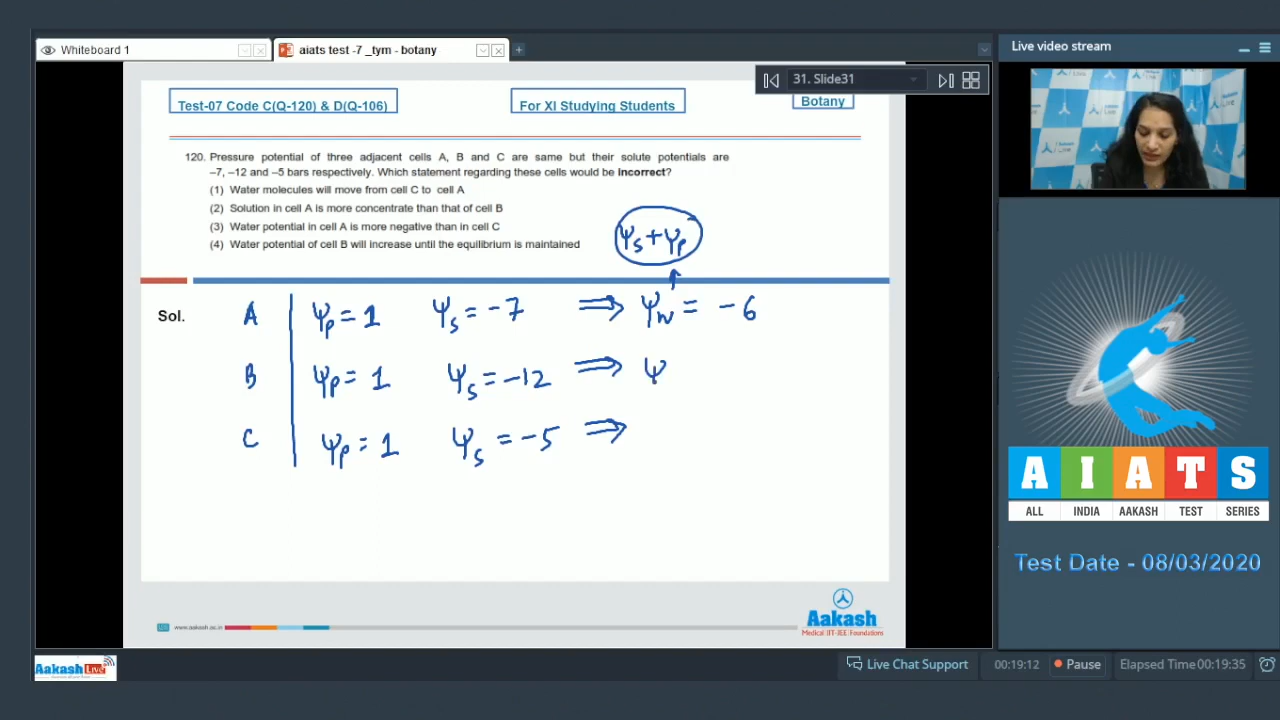 Whiteboard 1
aiats test -7 _tym - botany
Live video stream
31. Slide31
Test-07 Code C(Q-120) & D(Q-106)
For XI Studying Students
Botany
120. Pressure potential of three adjacent cells A, B and C are same but their solute potentials are
–7, –12 and –5 bars respectively. Which statement regarding these cells would be incorrect?
(1) Water molecules will move from cell C to cell A
(2) Solution in cell A is more concentrate than that of cell B
(3) Water potential in cell A is more negative than in cell C
(4) Water potential of cell B will increase until the equilibrium is maintained
Ψs + Ψp
Sol.
A Ψp = 1 Ψs = -7 ⇒ Ψw = -6
B Ψp = 1 Ψs = -12 ⇒ Ψ
C Ψp = 1 Ψs = -5 ⇒
www.aakash.ac.in
Aakash
Medical|IIT-JEE|Foundations
A I A T S
ALL INDIA AAKASH TEST SERIES
Test Date - 08/03/2020
Aakash Live
Live Chat Support
00:19:12
Pause
Elapsed Time 00:19:35